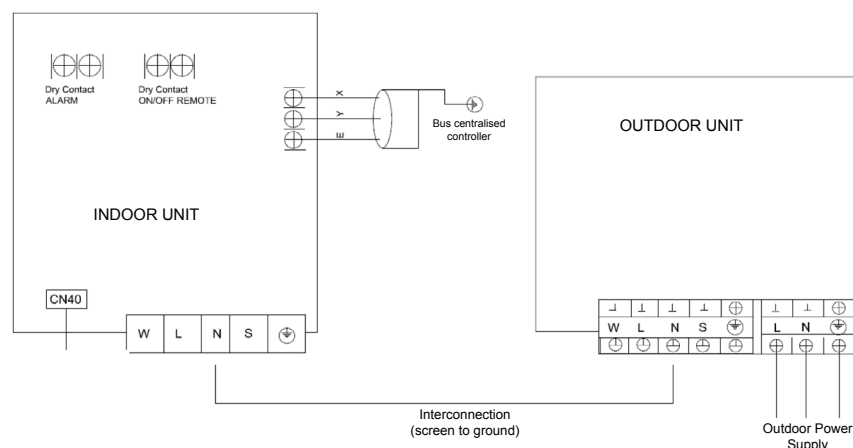 Dry Contact
ALARM
Dry Contact
ON/OFF REMOTE
X
Y
E
Bus centralised
controller
INDOOR UNIT
OUTDOOR UNIT
CN40
W L N S
W L N S L N
Interconnection
(screen to ground)
Outdoor Power
Supply